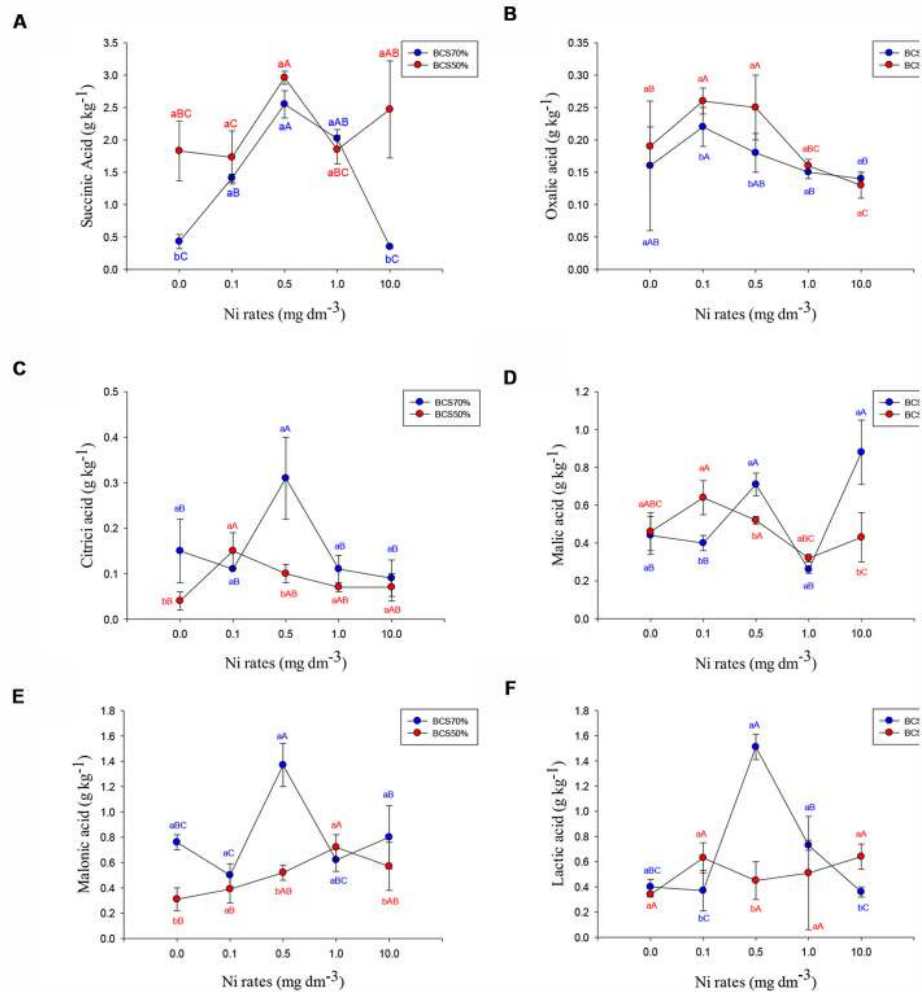 A
B
BCS70%
BCS50%
BCS
BCS
Succinic Acid (g kg-1)
3.5
3.0
2.5
2.0
1.5
1.0
0.5
0.0
aBC
aC
aA
aAB
aAB
aA
aBC
aB
bC
bC
0.0 0.1 0.5 1.0 10.0
Ni rates (mg dm-3)
Oxalic acid (g kg-1)
0.35
0.30
0.25
0.20
0.15
0.10
0.05
0.00
aB
aA
aA
aBC
aB
bA
bAB
aB
aC
aAB
0.0 0.1 0.5 1.0 10.0
Ni rates (mg dm-3)
C
D
BCS70%
BCS50%
BCS
BCS
Citrici acid (g kg-1)
0.5
0.4
0.3
0.2
0.1
0.0
aA
aB
aA
aB
aB
aB
bAB
bB
aAB
aAB
0.0 0.1 0.5 1.0 10.0
Ni rates (mg dm-3)
Malic acid (g kg-1)
1.2
1.0
0.8
0.6
0.4
0.2
0.0
aA
aA
aA
aABC
aBC
bA
aB
bB
aB
bC
0.0 0.1 0.5 1.0 10.0
Ni rates (mg dm-3)
E
F
BCS70%
BCS50%
BCS
BCS
Malonic acid (g kg-1)
1.8
1.6
1.4
1.2
1.0
0.8
0.6
0.4
0.2
0.0
aA
aB
aBC
aA
aC
bAB
aBC
bB
aB
bAB
0.0 0.1 0.5 1.0 10.0
Ni rates (mg dm-3)
Lactic acid (g kg-1)
1.8
1.6
1.4
1.2
1.0
0.8
0.6
0.4
0.2
0.0
aA
aB
aBC
aA
aA
aA
bC
bA
aA
bC
0.0 0.1 0.5 1.0 10.0
Ni rates (mg dm-3)